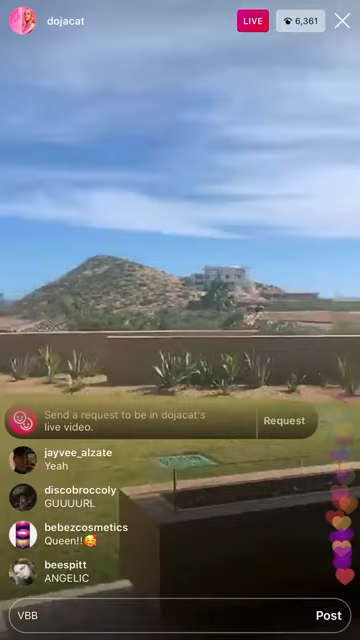 dojacat
LIVE
6,361
Send a request to be in dojacat's
live video.
Request
jayvee_alzate
Yeah
discobroccoly
GUUUURL
bebezcosmetics
Queen!!🥰
beespitt
ANGELIC
VBB
Post